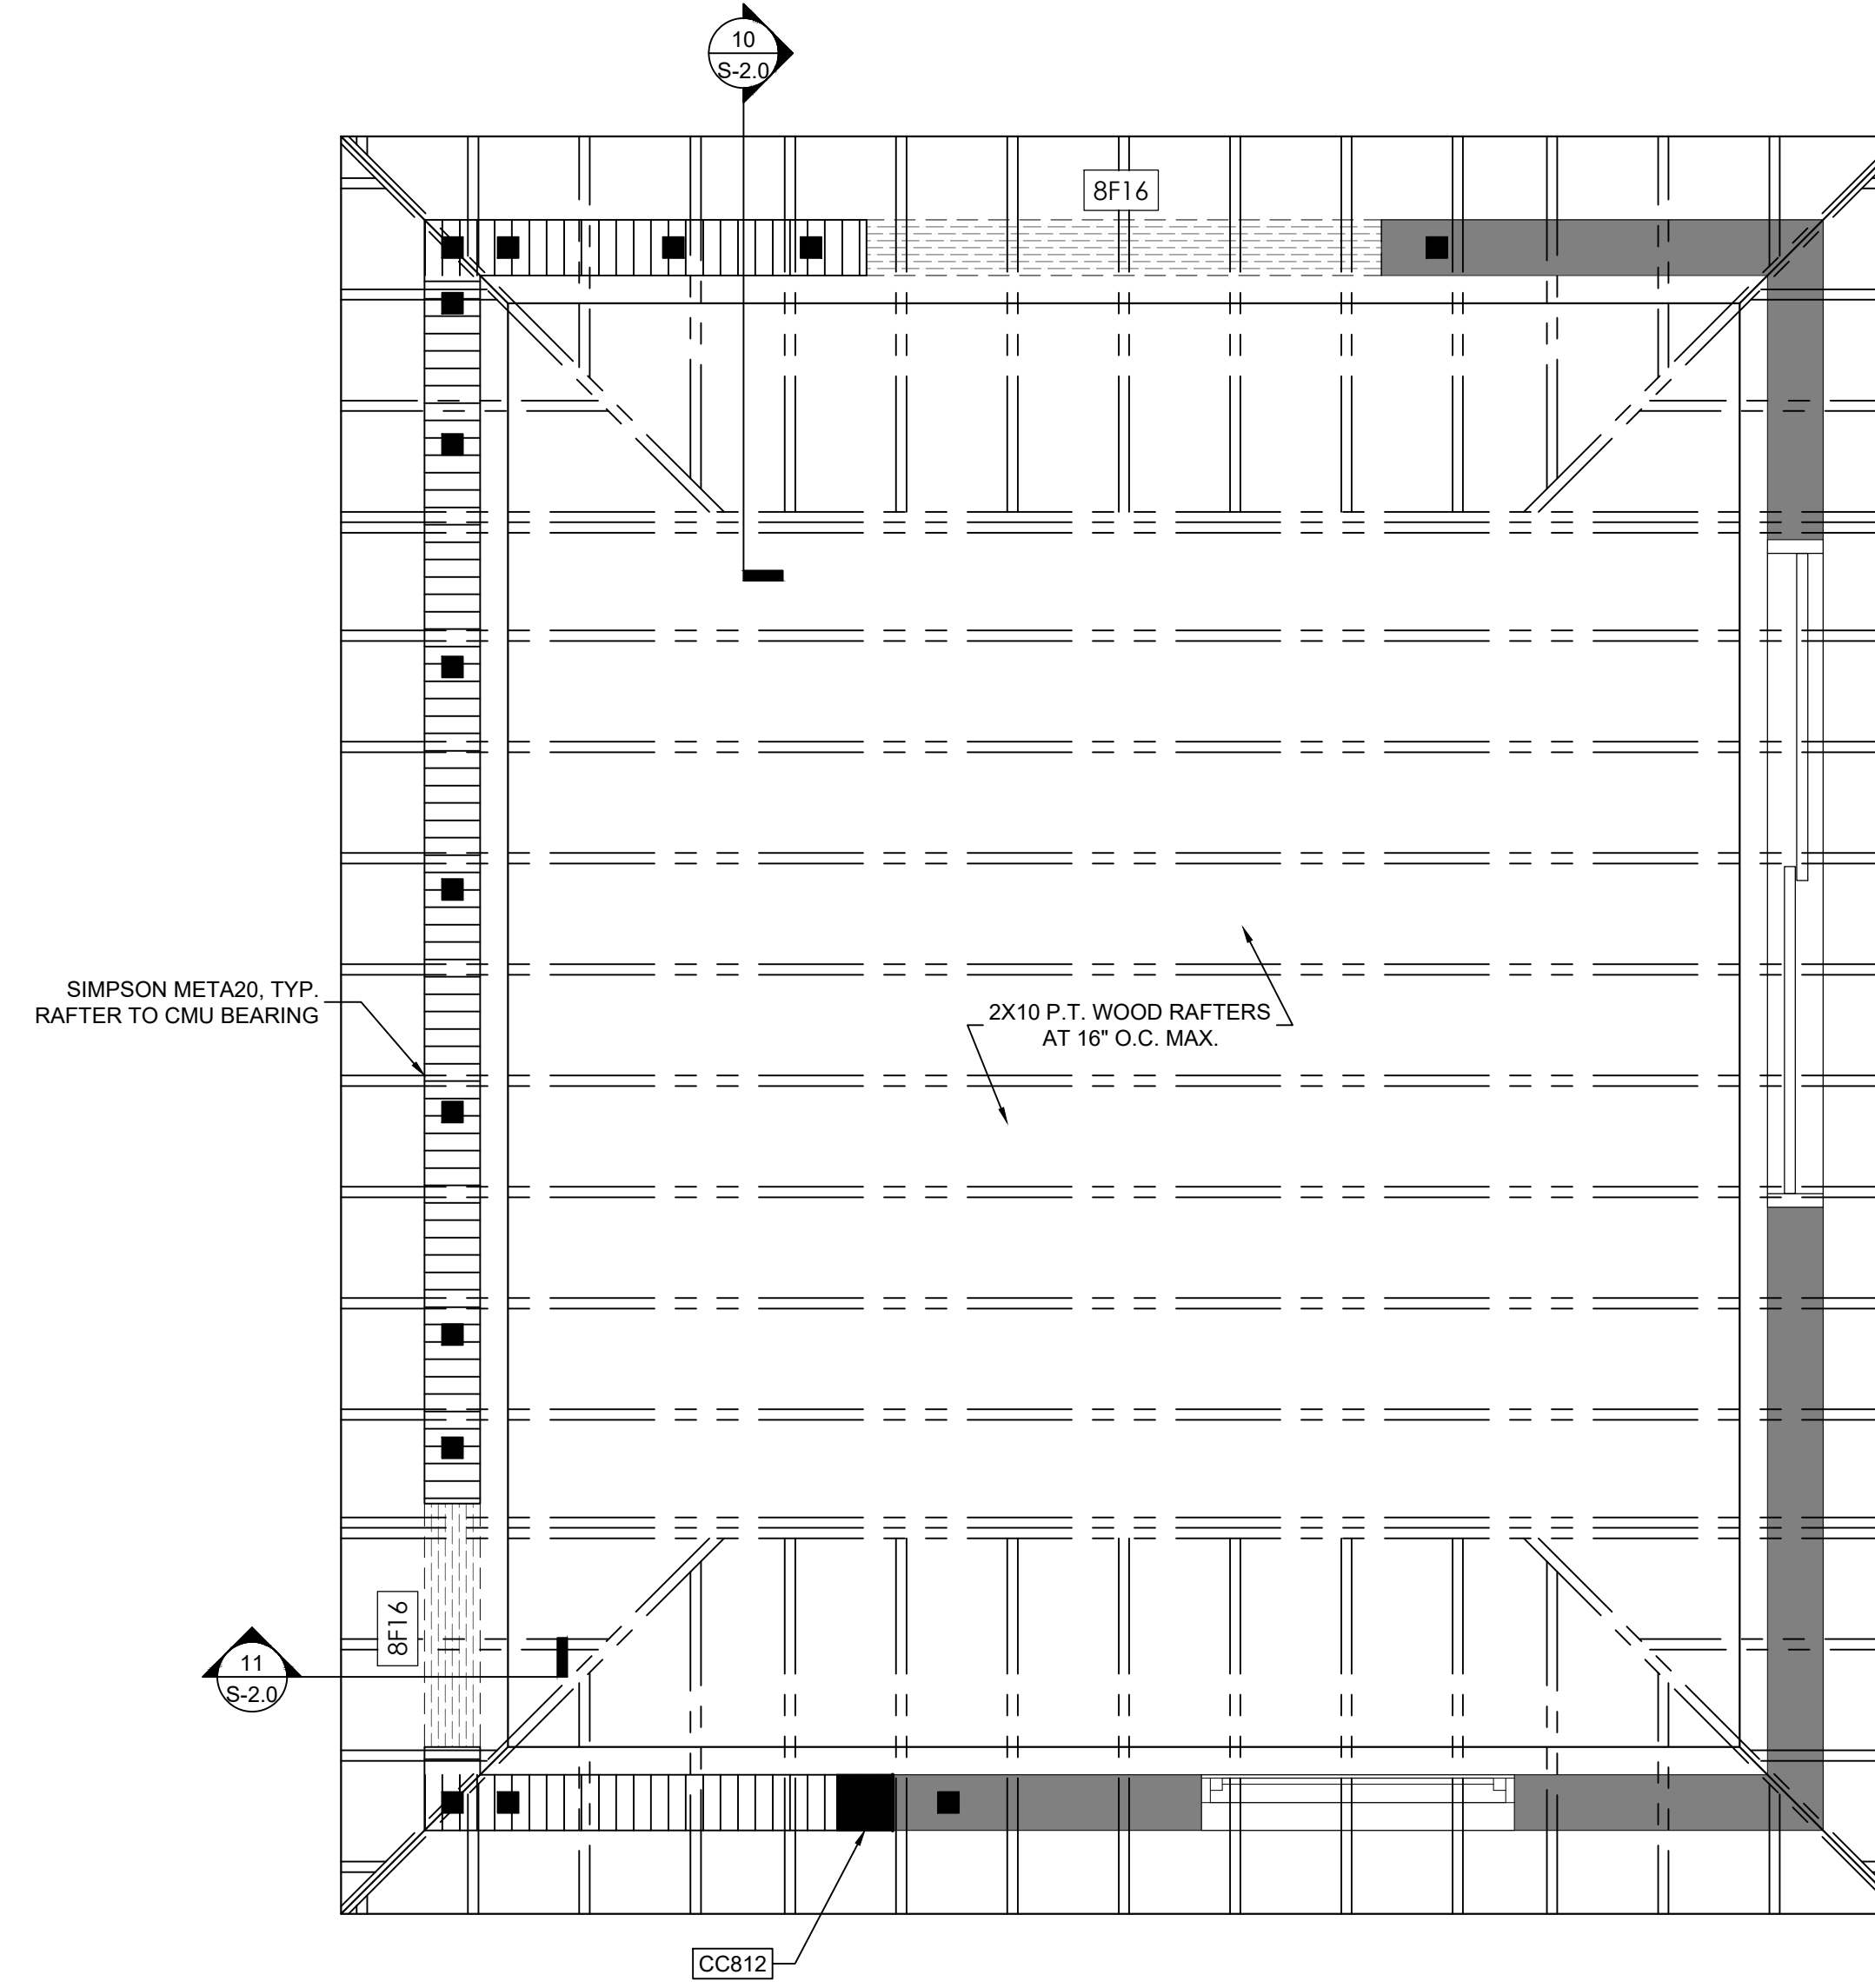 10
S-2.0
8F16
SIMPSON META20, TYP.
RAFTER TO CMU BEARING
2X10 P.T. WOOD RAFTERS
AT 16" O.C. MAX.
8F16
11
S-2.0
CC812